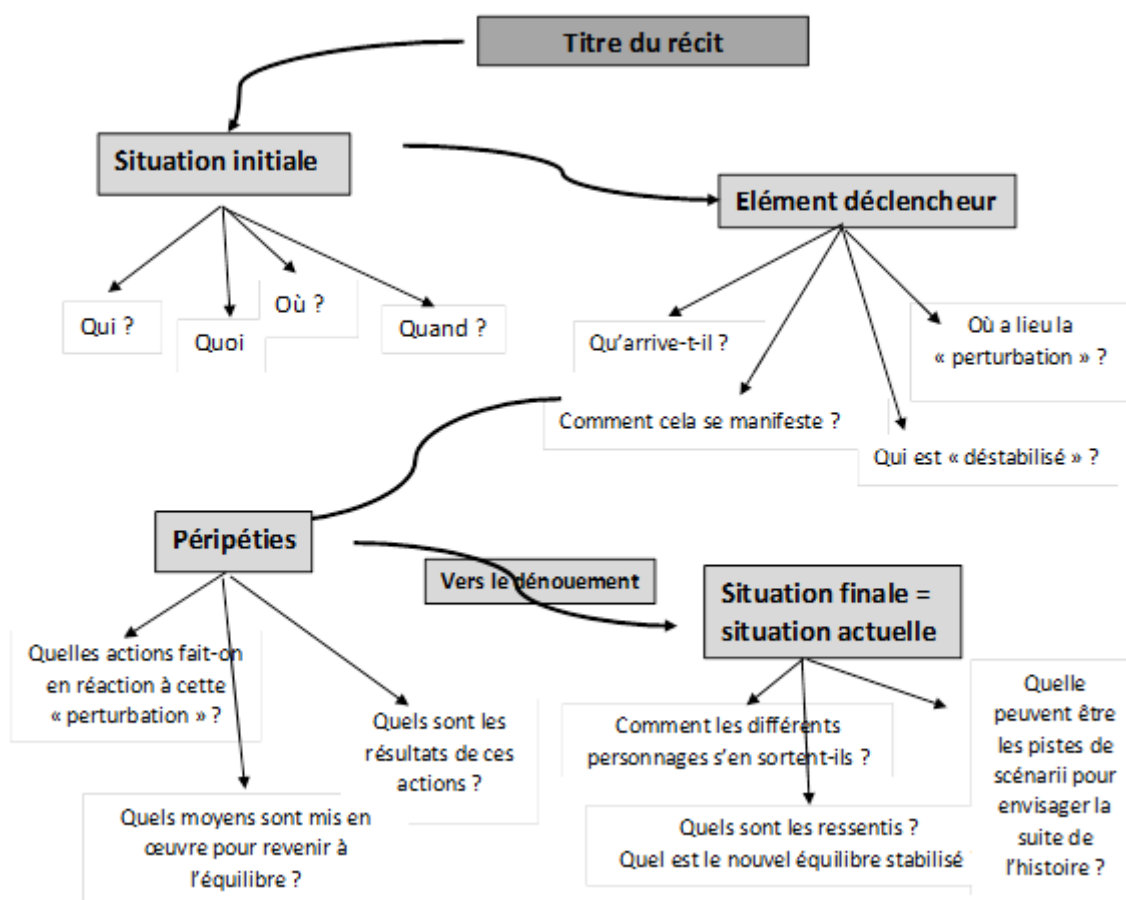 Titre du récit
Situation initiale
Elément déclencheur
Qui ?
Quoi
Où ?
Quand ?
Qu'arrive-t-il ?
Où a lieu la
« perturbation » ?
Comment cela se manifeste ?
Qui est « déstabilisé » ?
Péripéties
Vers le dénouement
Situation finale =
situation actuelle
Quelles actions fait-on
en réaction à cette
« perturbation » ?
Quels sont les
résultats de ces
actions ?
Quels moyens sont mis en
œuvre pour revenir à
l'équilibre ?
Comment les différents
personnages s'en sortent-ils ?
Quels sont les ressentis ?
Quel est le nouvel équilibre stabilisé
Quelle
peuvent être
les pistes de
scénarii pour
envisager la
suite de
l'histoire ?